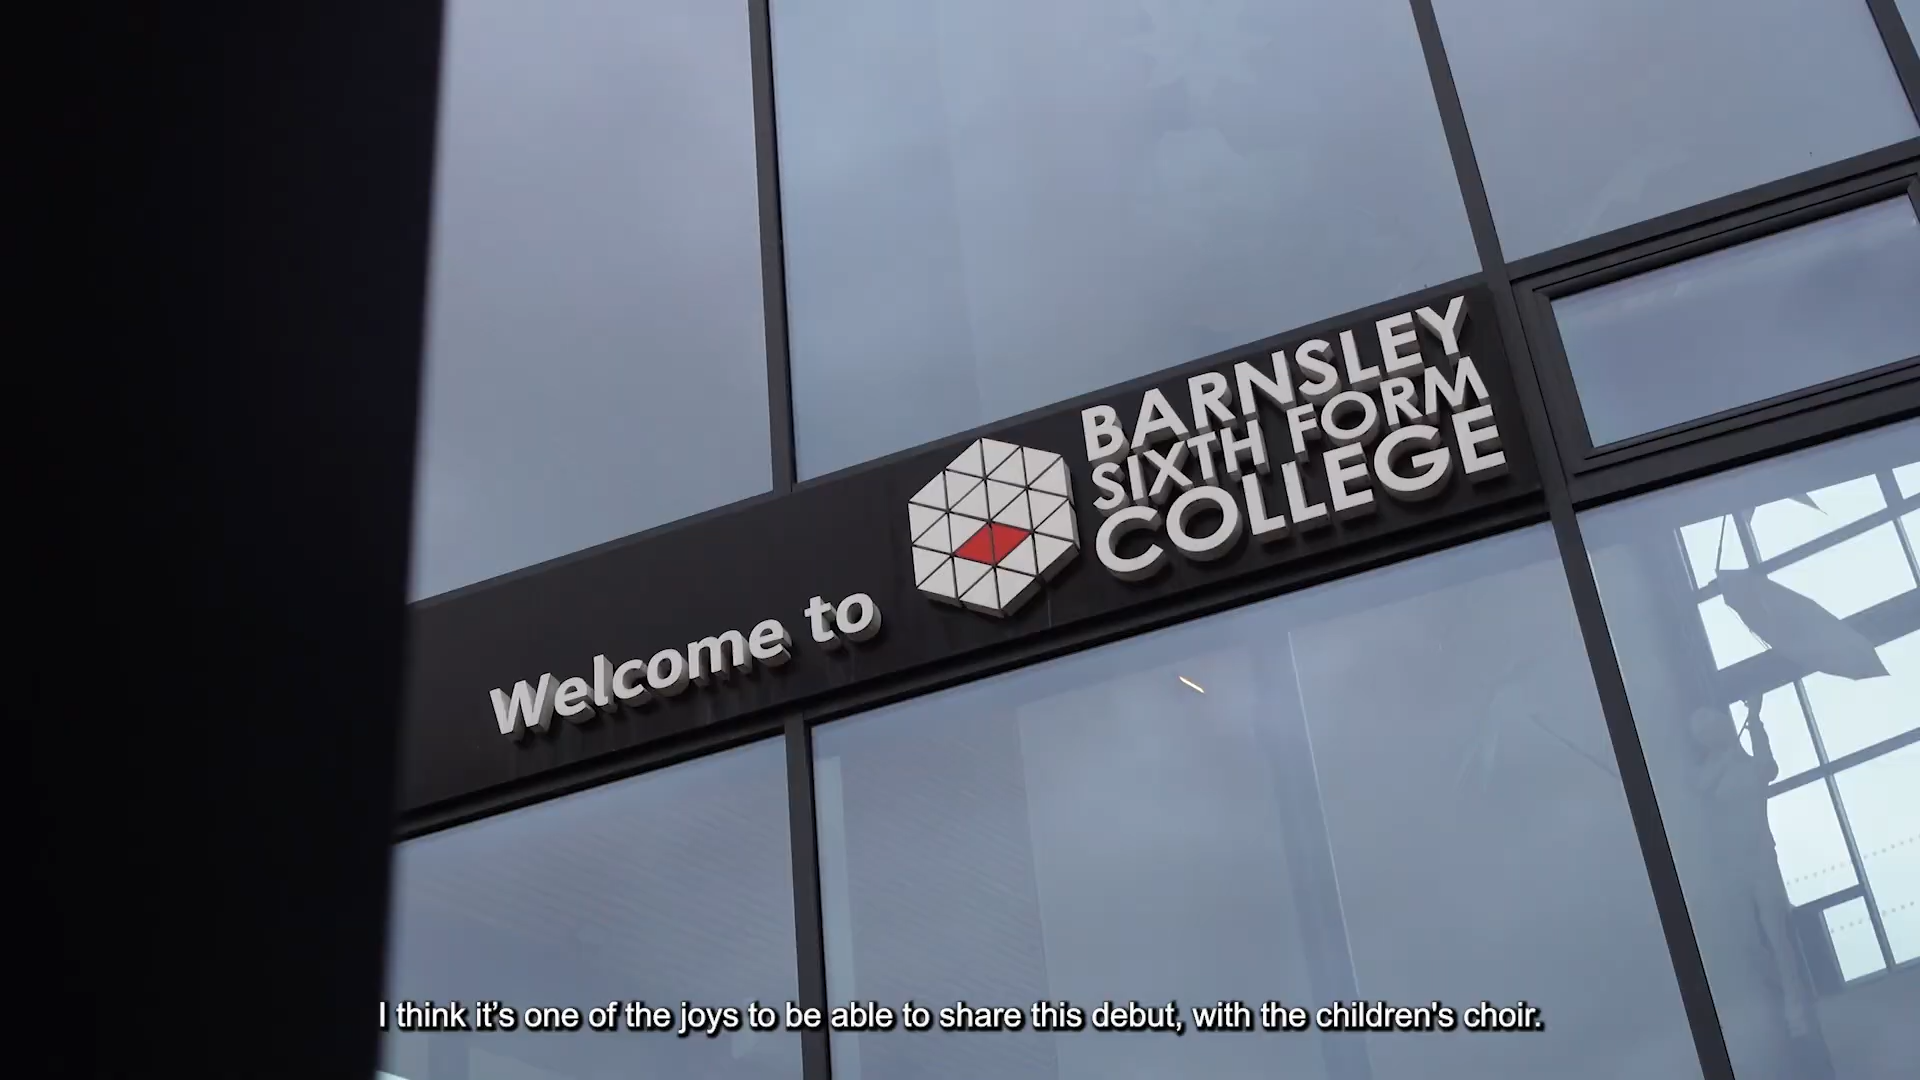 Welcome to
BARNSLEY
SIXTH FORM
COLLEGE
I think it’s one of the joys to be able to share this debut, with the children's choir.